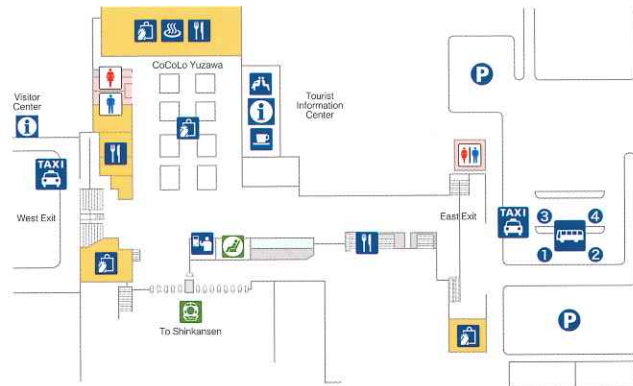 CoCoLo Yuzawa
Visitor
Center
Tourist
Information
Center
P
TAXI
West Exit
East Exit
TAXI
3
4
1
2
To Shinkansen
P